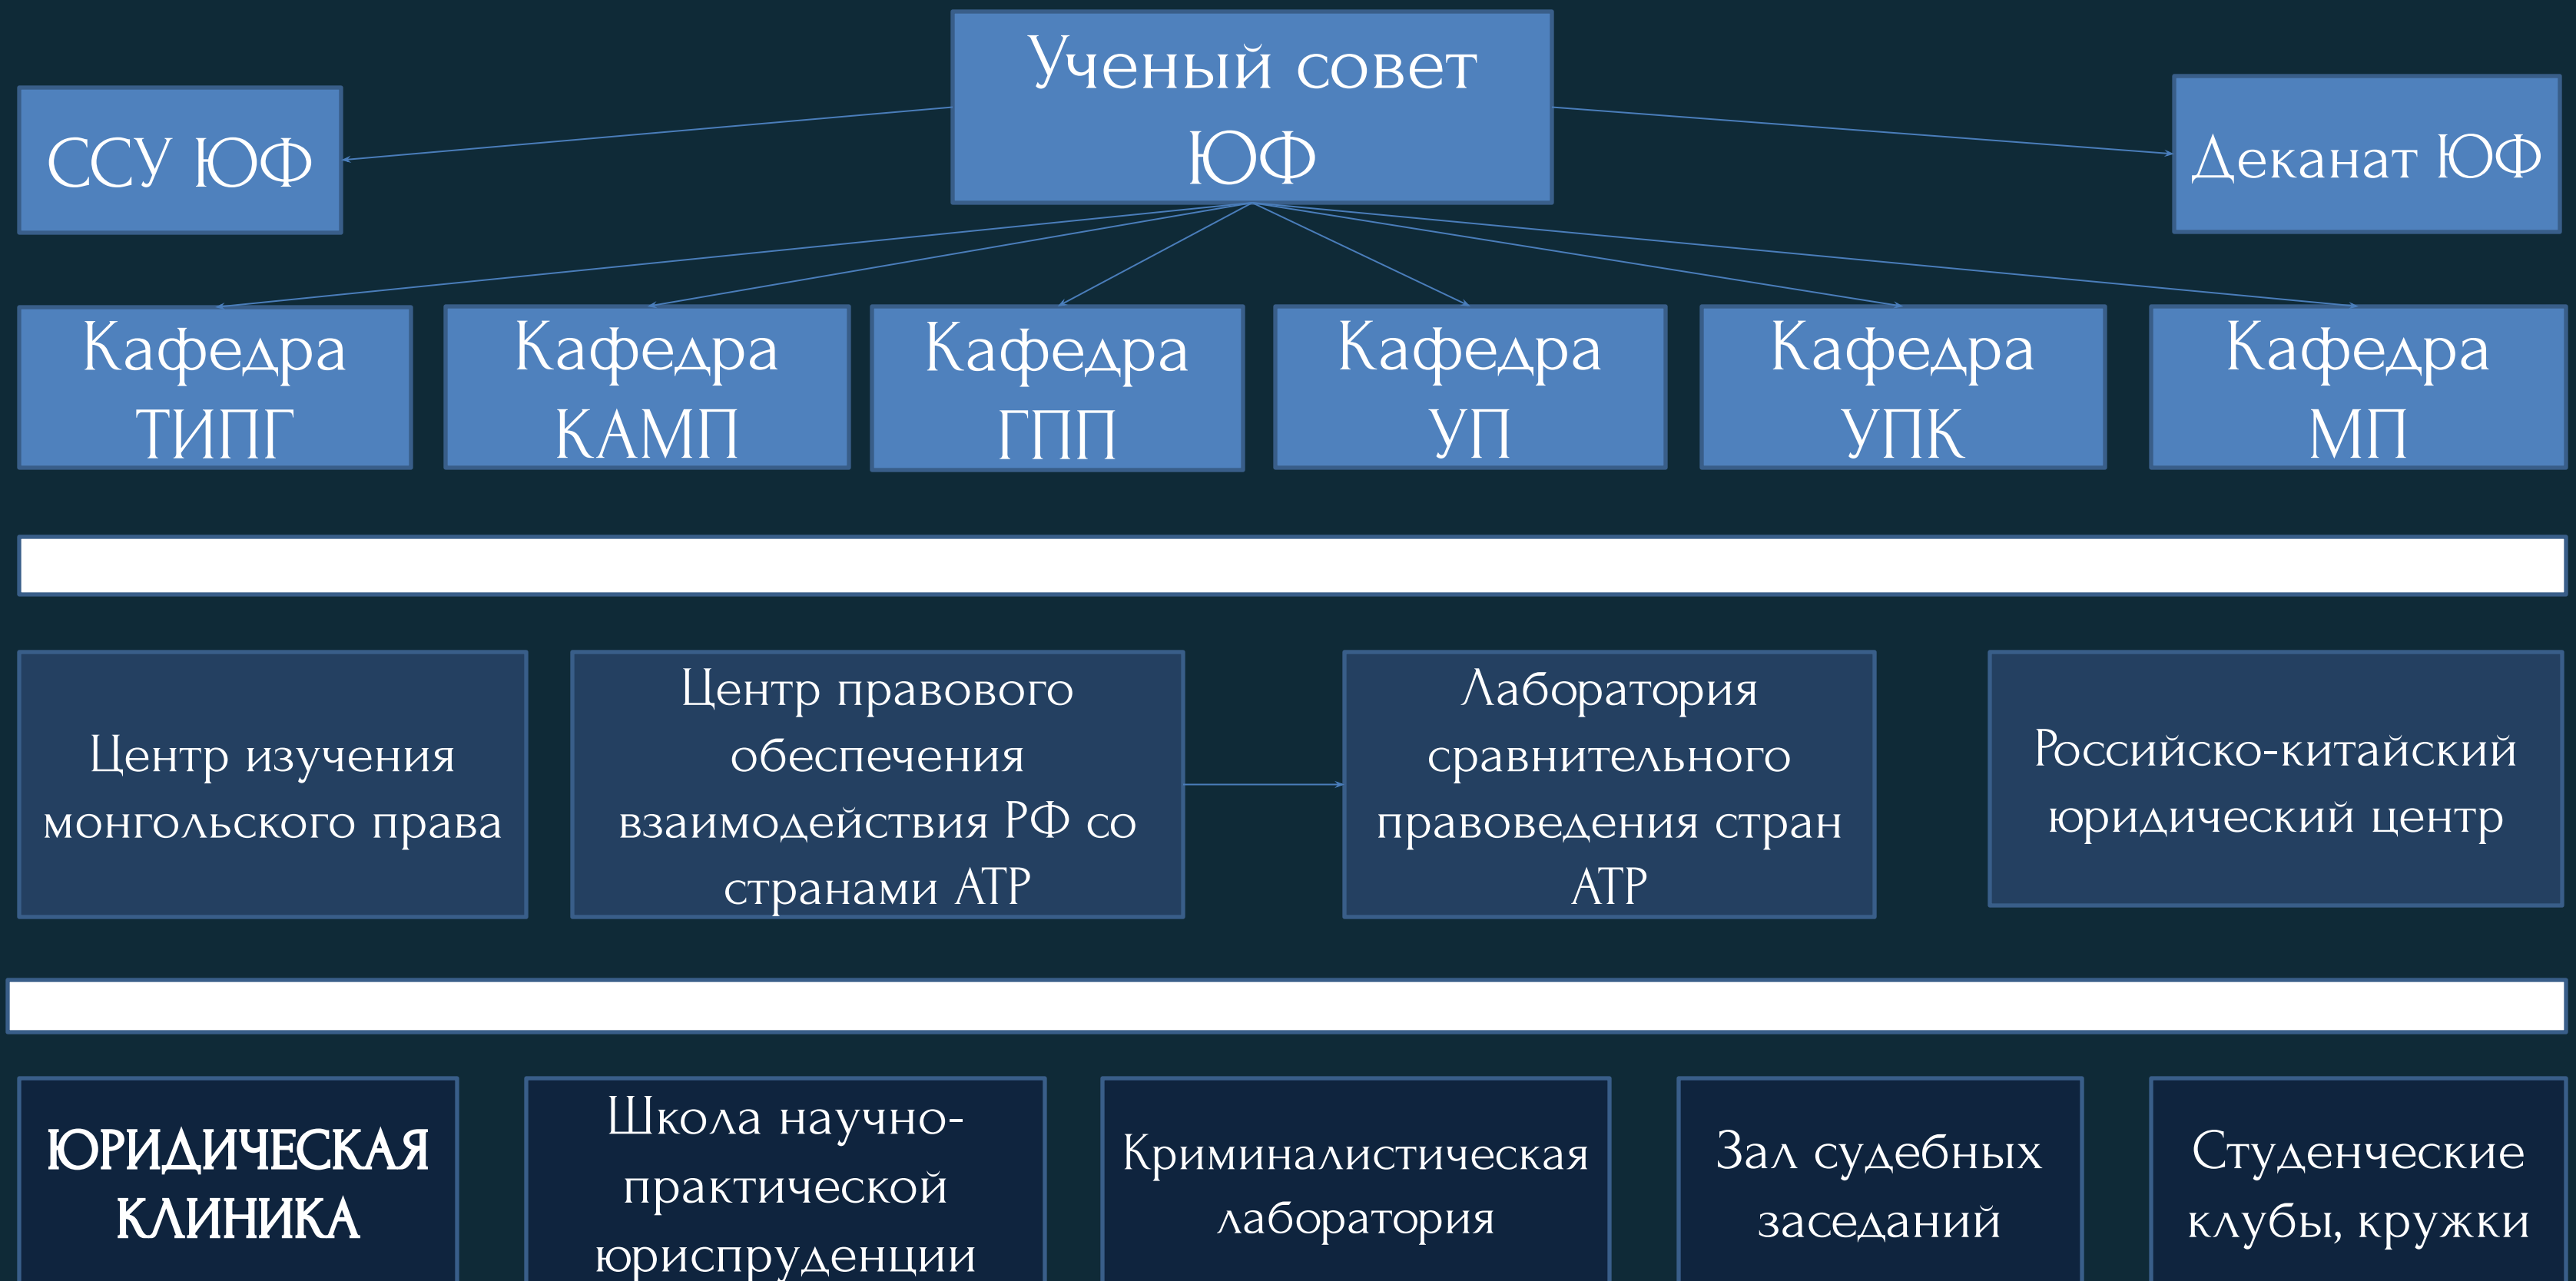 Ученый совет
ЮФ
ССУ ЮФ
Деканат ЮФ
Кафедра
ТИПГ
Кафедра
КАМП
Кафедра
ГПП
Кафедра
УП
Кафедра
УПК
Кафедра
МП
Центр изучения
монгольского права
Центр правового
обеспечения
взаимодействия РФ со
странами АТР
Лаборатория
сравнительного
правоведения стран
АТР
Российско-китайский
юридический центр
ЮРИДИЧЕСКАЯ
КЛИНИКА
Школа научно-
практической
юриспруденции
Криминалистическая
лаборатория
Зал судебных
заседаний
Студенческие
клубы, кружки